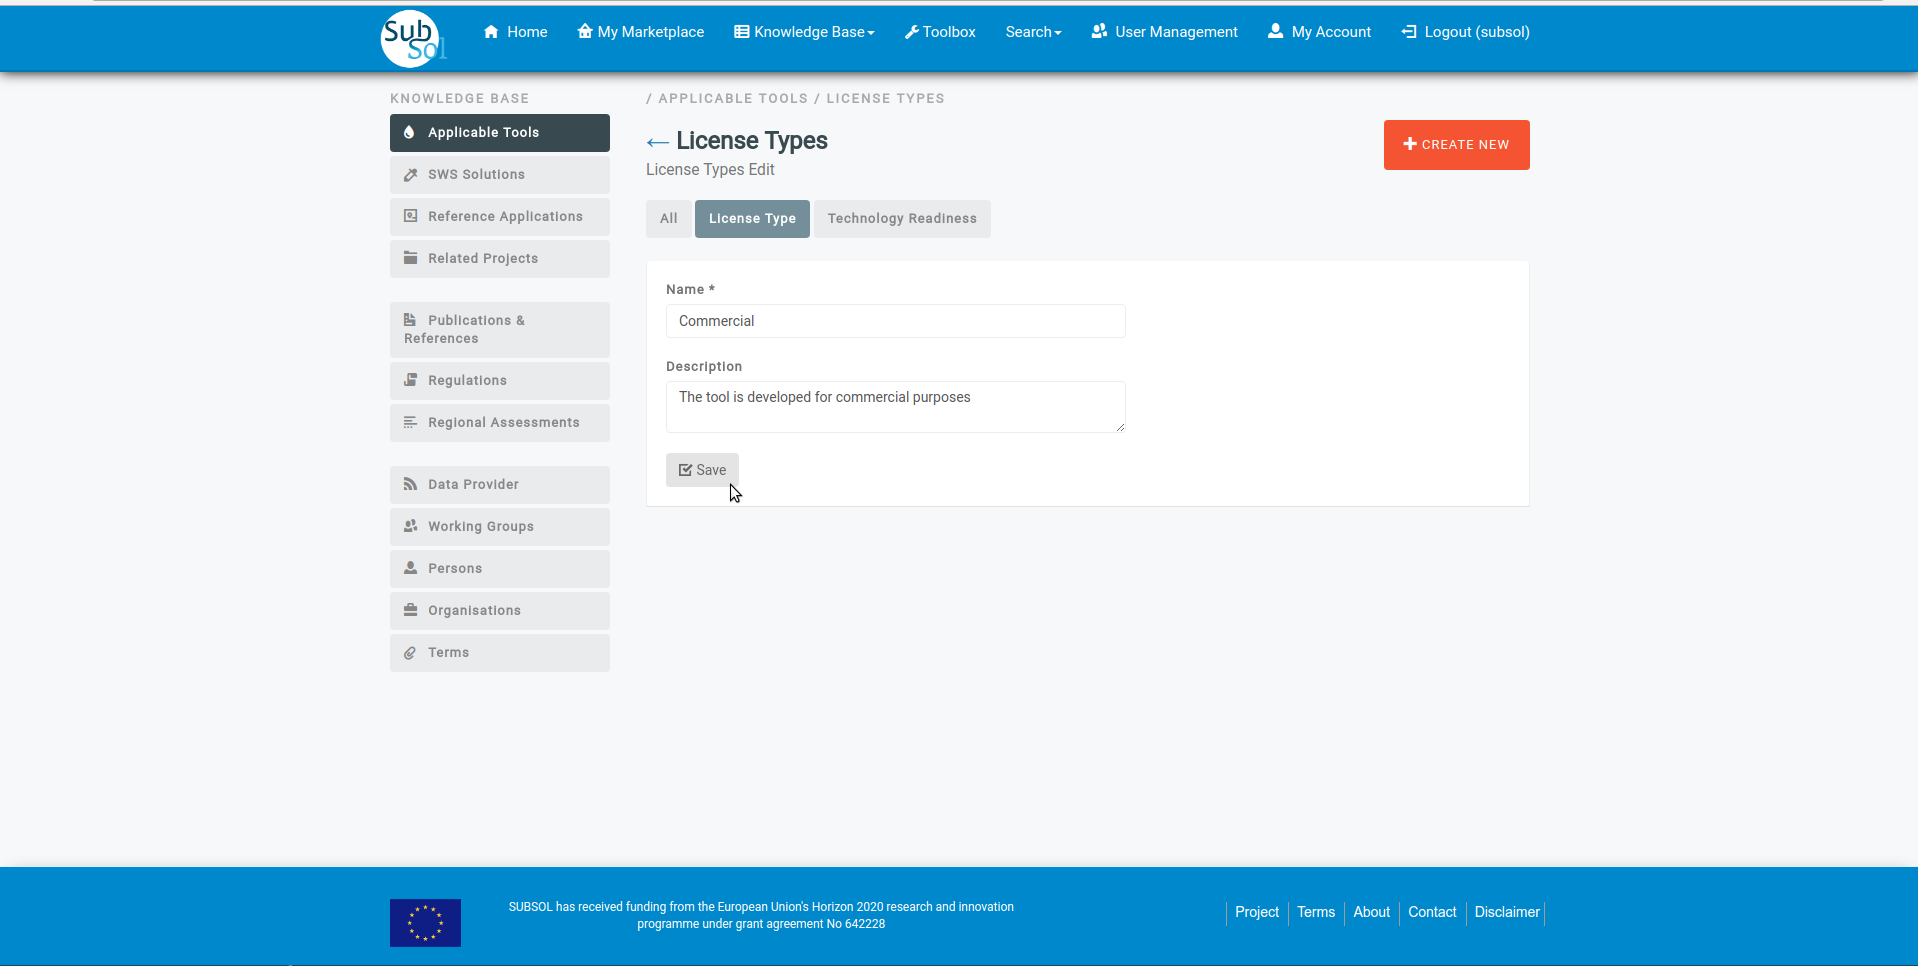 Sub
Sol
Home
My Marketplace
Knowledge Base
Toolbox
Search
User Management
My Account
Logout (subsol)
KNOWLEDGE BASE
Applicable Tools
SWS Solutions
Reference Applications
Related Projects
Publications &
References
Regulations
Regional Assessments
Data Provider
Working Groups
Persons
Organisations
Terms
/ APPLICABLE TOOLS / LICENSE TYPES
← License Types
License Types Edit
CREATE NEW
All
License Type
Technology Readiness
Name *
Commercial
Description
The tool is developed for commercial purposes
Save
SUBSOL has received funding from the European Union's Horizon 2020 research and innovation
programme under grant agreement No 642228
Project
Terms
About
Contact
Disclaimer